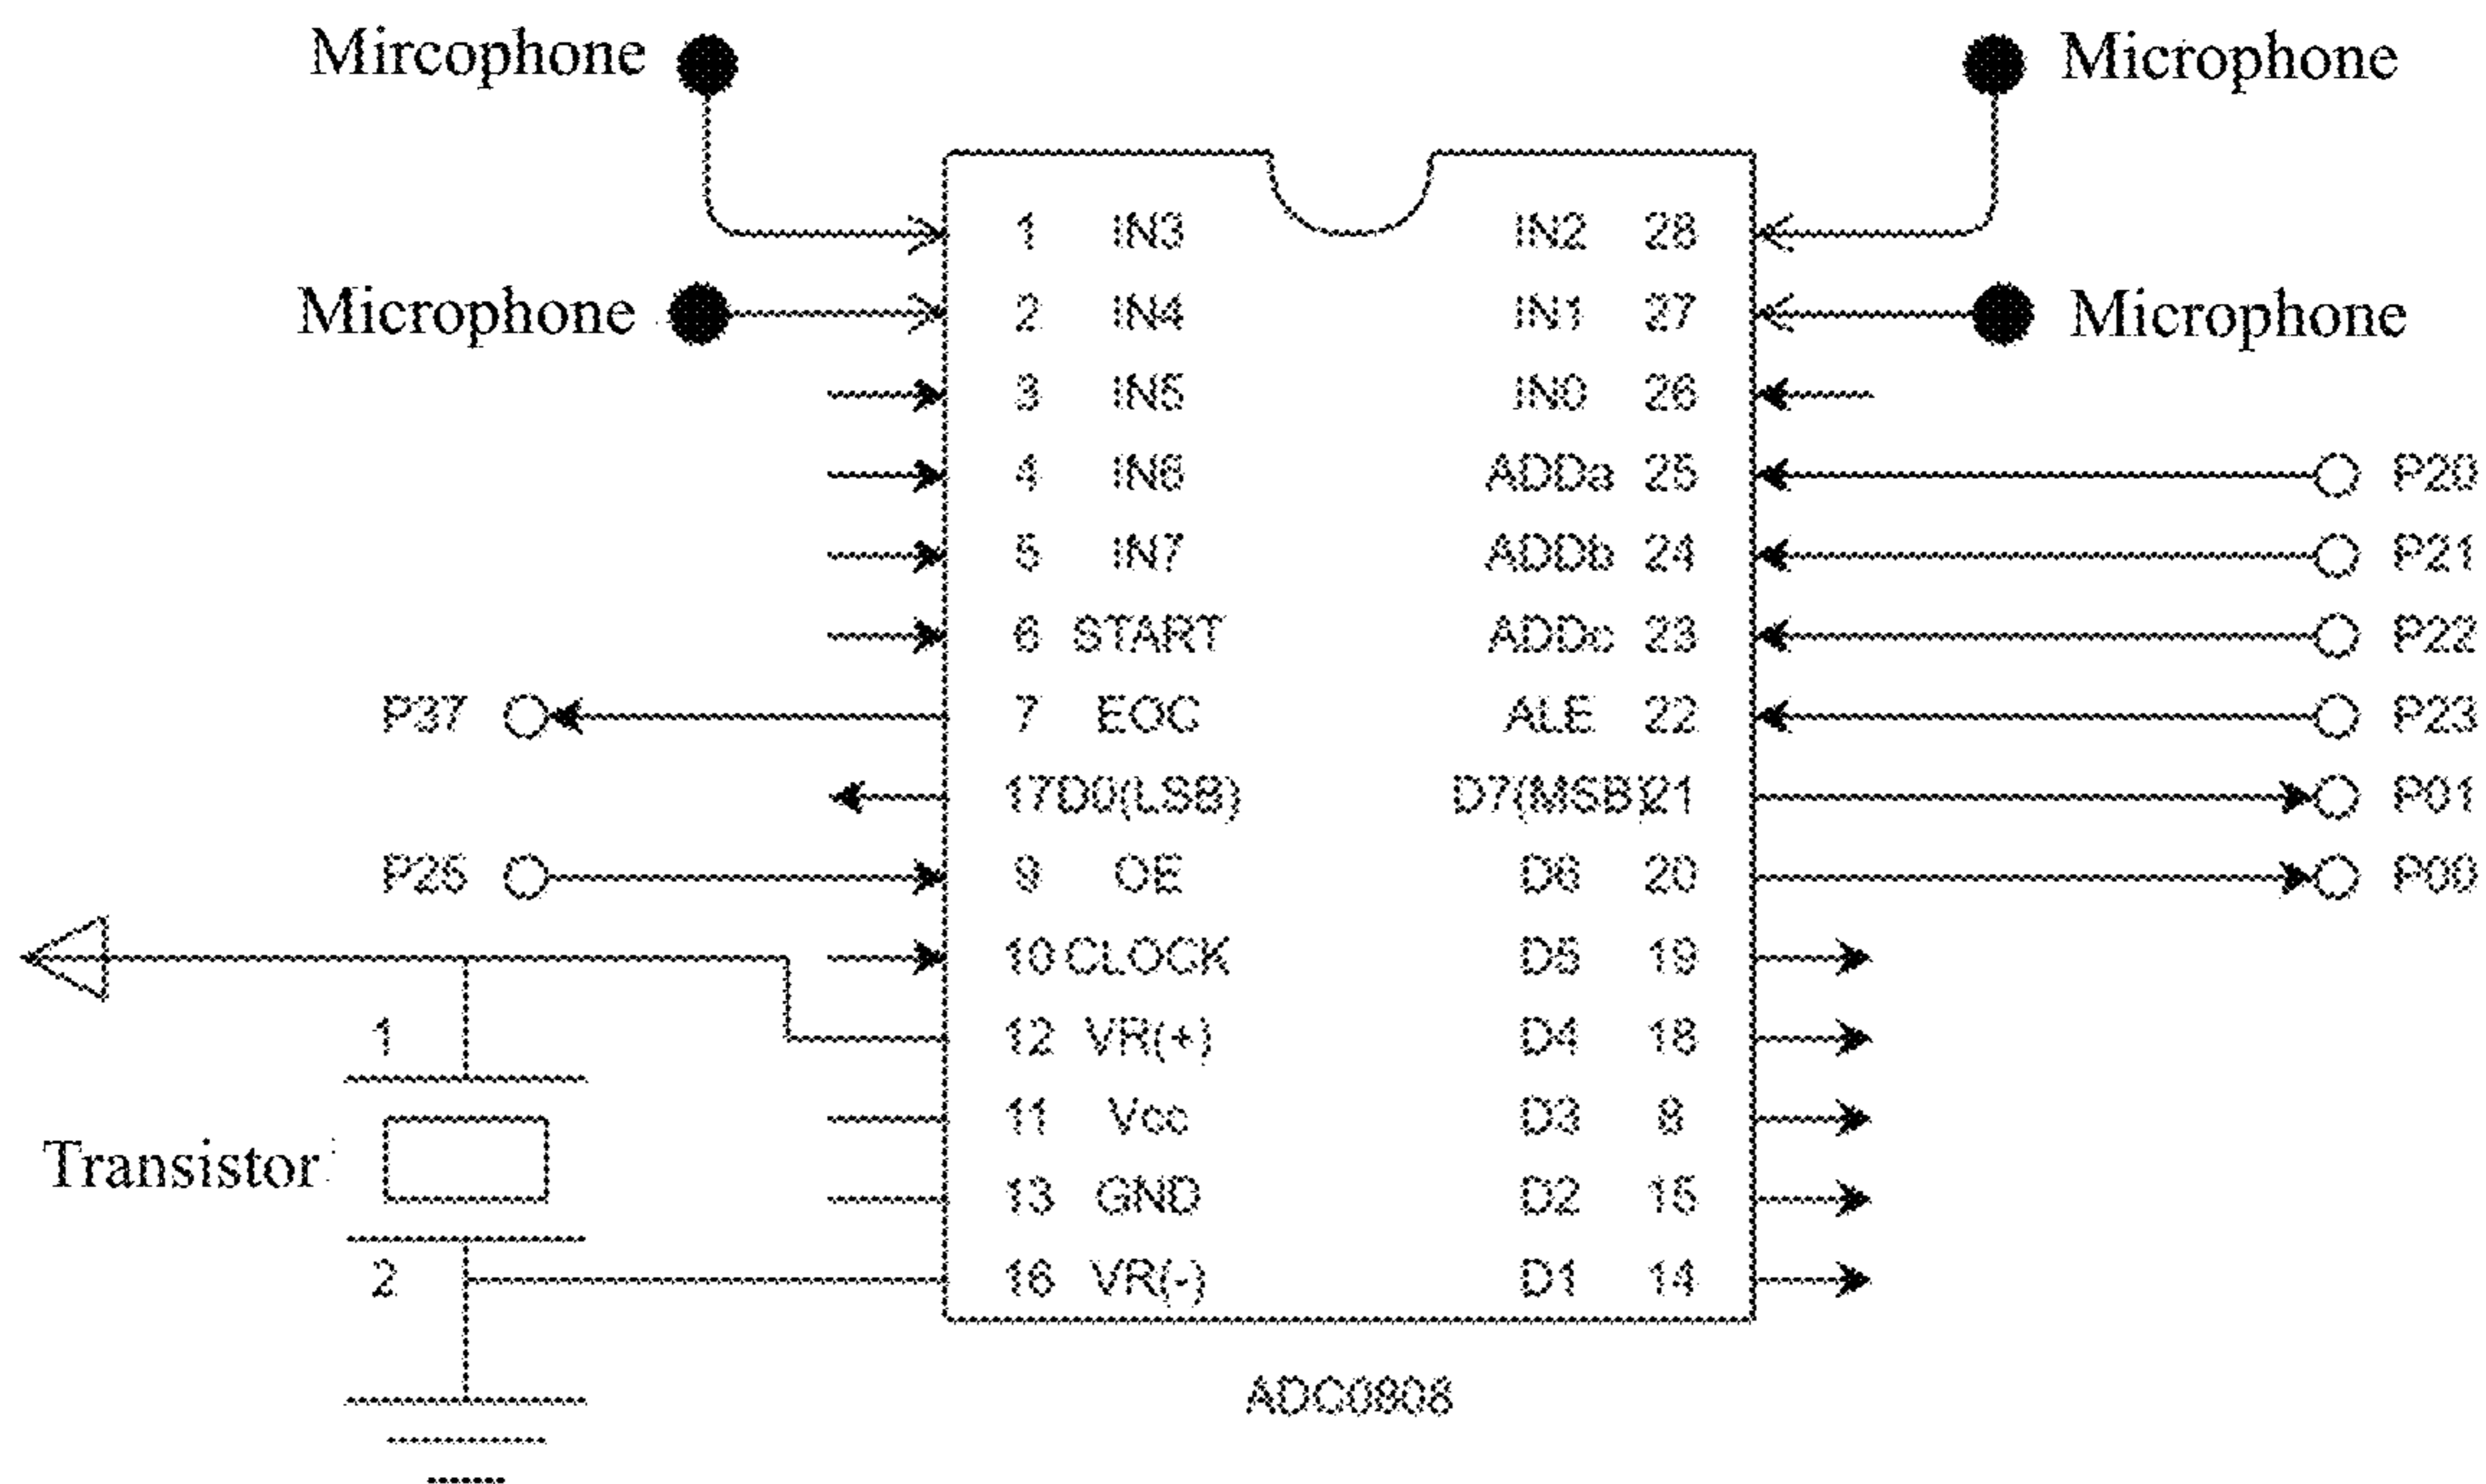 Mircophone Microphone
1 IN3 IN2 28
Microphone 2 IN4 IN1 27 Microphone
3 IN5 IN0 26
4 IN6 ADDa 25 P20
5 IN7 ADDb 24 P21
6 START ADDc 23 P22
P37 7 EOC ALE 22 P23
17 D0(LSB) D7(MSB) 21 P01
P25 9 OE D6 20 P00
10 CLOCK D5 19
1 12 VR(+) D4 18
11 Vcc D3 8
Transistor
13 GND D2 15
2 16 VR(-) D1 14
ADC0808